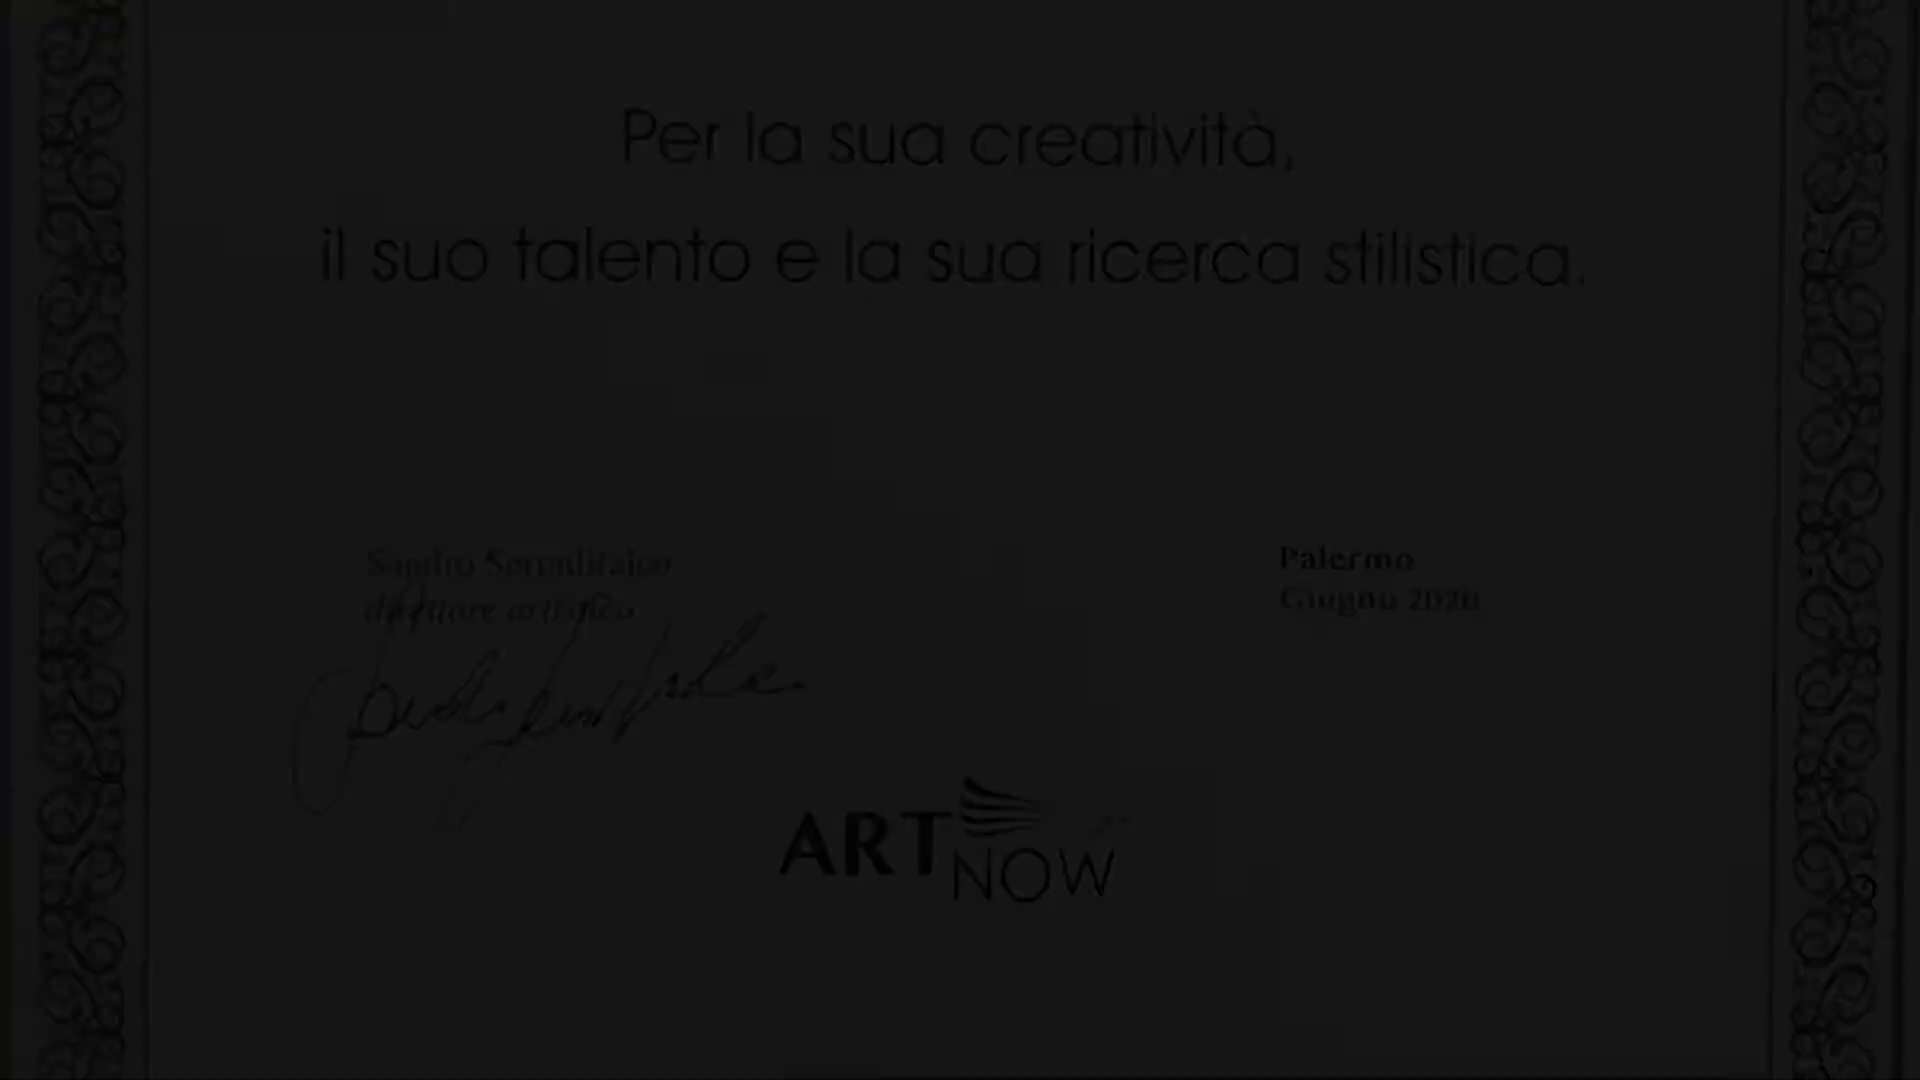 Per la sua creatività,
il suo talento e la sua ricerca stilistica.
Sandro Serradifalco
direttore artistico
Palermo
Giugno 2020
ART
NOW